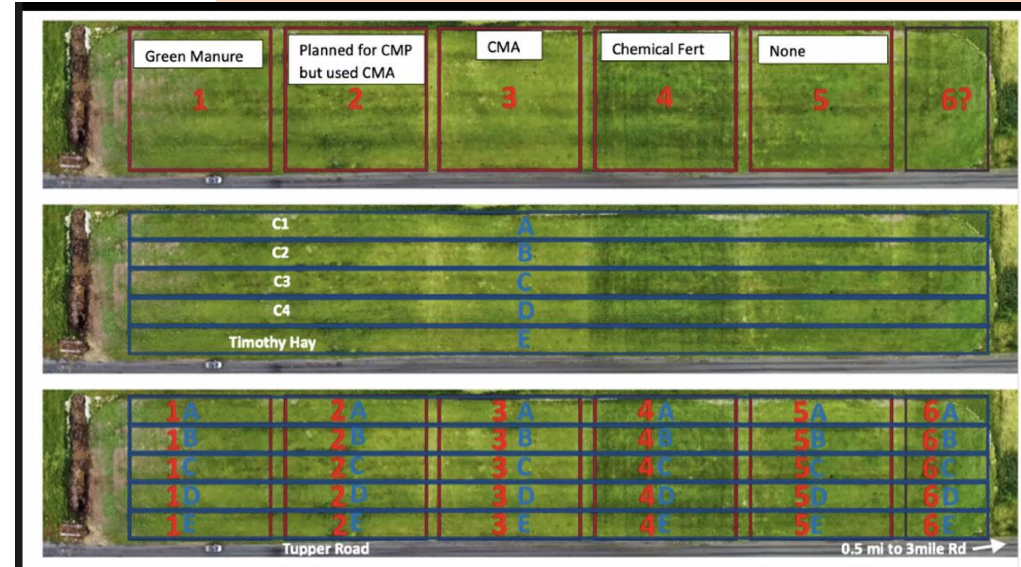 Green Manure
Planned for CMP
but used CMA
CMA
Chemical Fert
None
1 2 3 4 5 6?
C1 A
C2 B
C3 C
C4 D
Timothy Hay E
1A 2A 3A 4A 5A 6A
1B 2B 3B 4B 5B 6B
1C 2C 3C 4C 5C 6C
1D 2D 3D 4D 5D 6D
1E 2E 3E 4E 5E 6E
Tupper Road 0.5 mi to 3mile Rd